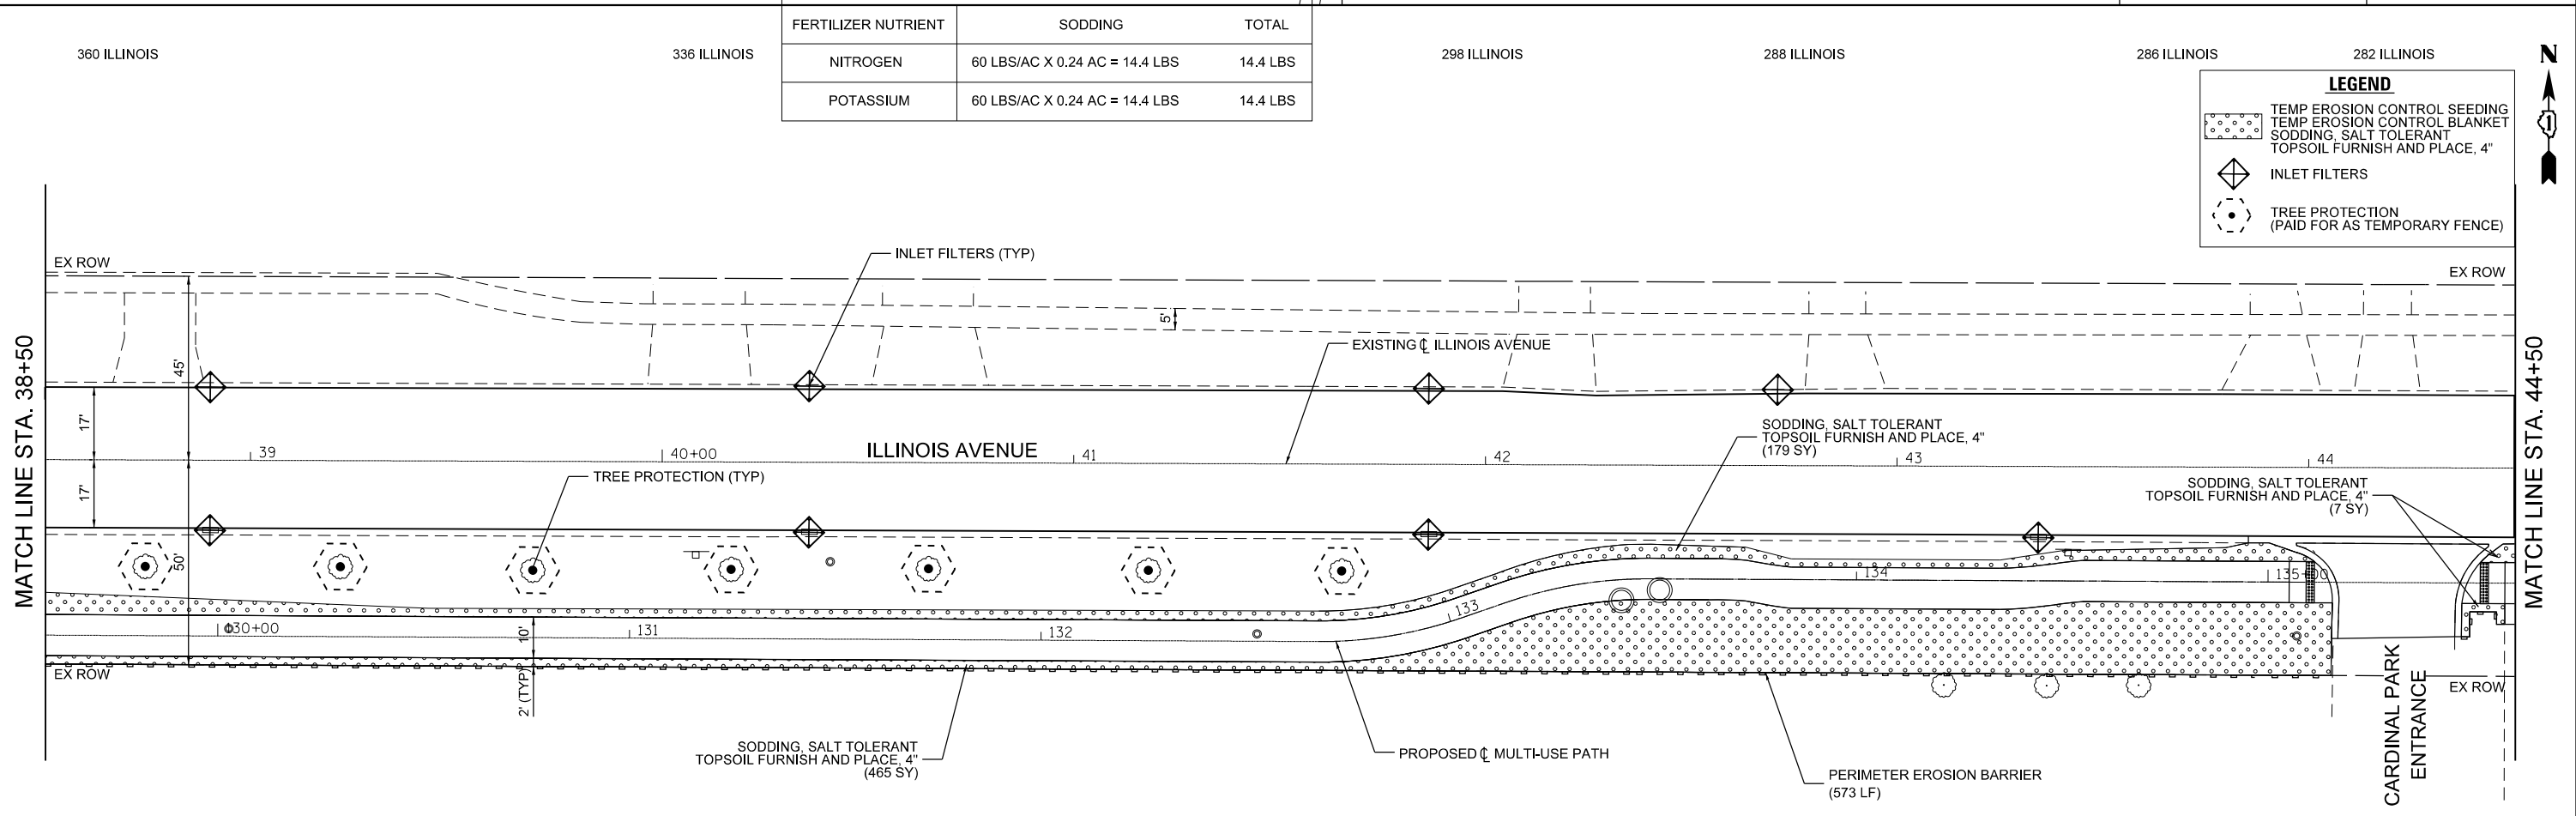 FERTILIZER NUTRIENT SODDING TOTAL
NITROGEN 60 LBS/AC X 0.24 AC = 14.4 LBS 14.4 LBS
POTASSIUM 60 LBS/AC X 0.24 AC = 14.4 LBS 14.4 LBS
360 ILLINOIS
336 ILLINOIS
298 ILLINOIS
288 ILLINOIS
286 ILLINOIS
282 ILLINOIS
N
1
LEGEND
TEMP EROSION CONTROL SEEDING
TEMP EROSION CONTROL BLANKET
SODDING, SALT TOLERANT
TOPSOIL FURNISH AND PLACE, 4"
INLET FILTERS
TREE PROTECTION
(PAID FOR AS TEMPORARY FENCE)
EX ROW
INLET FILTERS (TYP)
EX ROW
MATCH LINE STA. 38+50
45'
5'
EXISTING ℄ ILLINOIS AVENUE
MATCH LINE STA. 44+50
17'
17'
39
40+00
ILLINOIS AVENUE
41
42
43
44
SODDING, SALT TOLERANT
TOPSOIL FURNISH AND PLACE, 4"
(179 SY)
TREE PROTECTION (TYP)
SODDING, SALT TOLERANT
TOPSOIL FURNISH AND PLACE, 4"
(7 SY)
50'
130+00
131
132
133
134
135+00
10'
2' (TYP)
EX ROW
EX ROW
SODDING, SALT TOLERANT
TOPSOIL FURNISH AND PLACE, 4"
(465 SY)
PROPOSED ℄ MULTI-USE PATH
PERIMETER EROSION BARRIER
(573 LF)
CARDINAL PARK
ENTRANCE